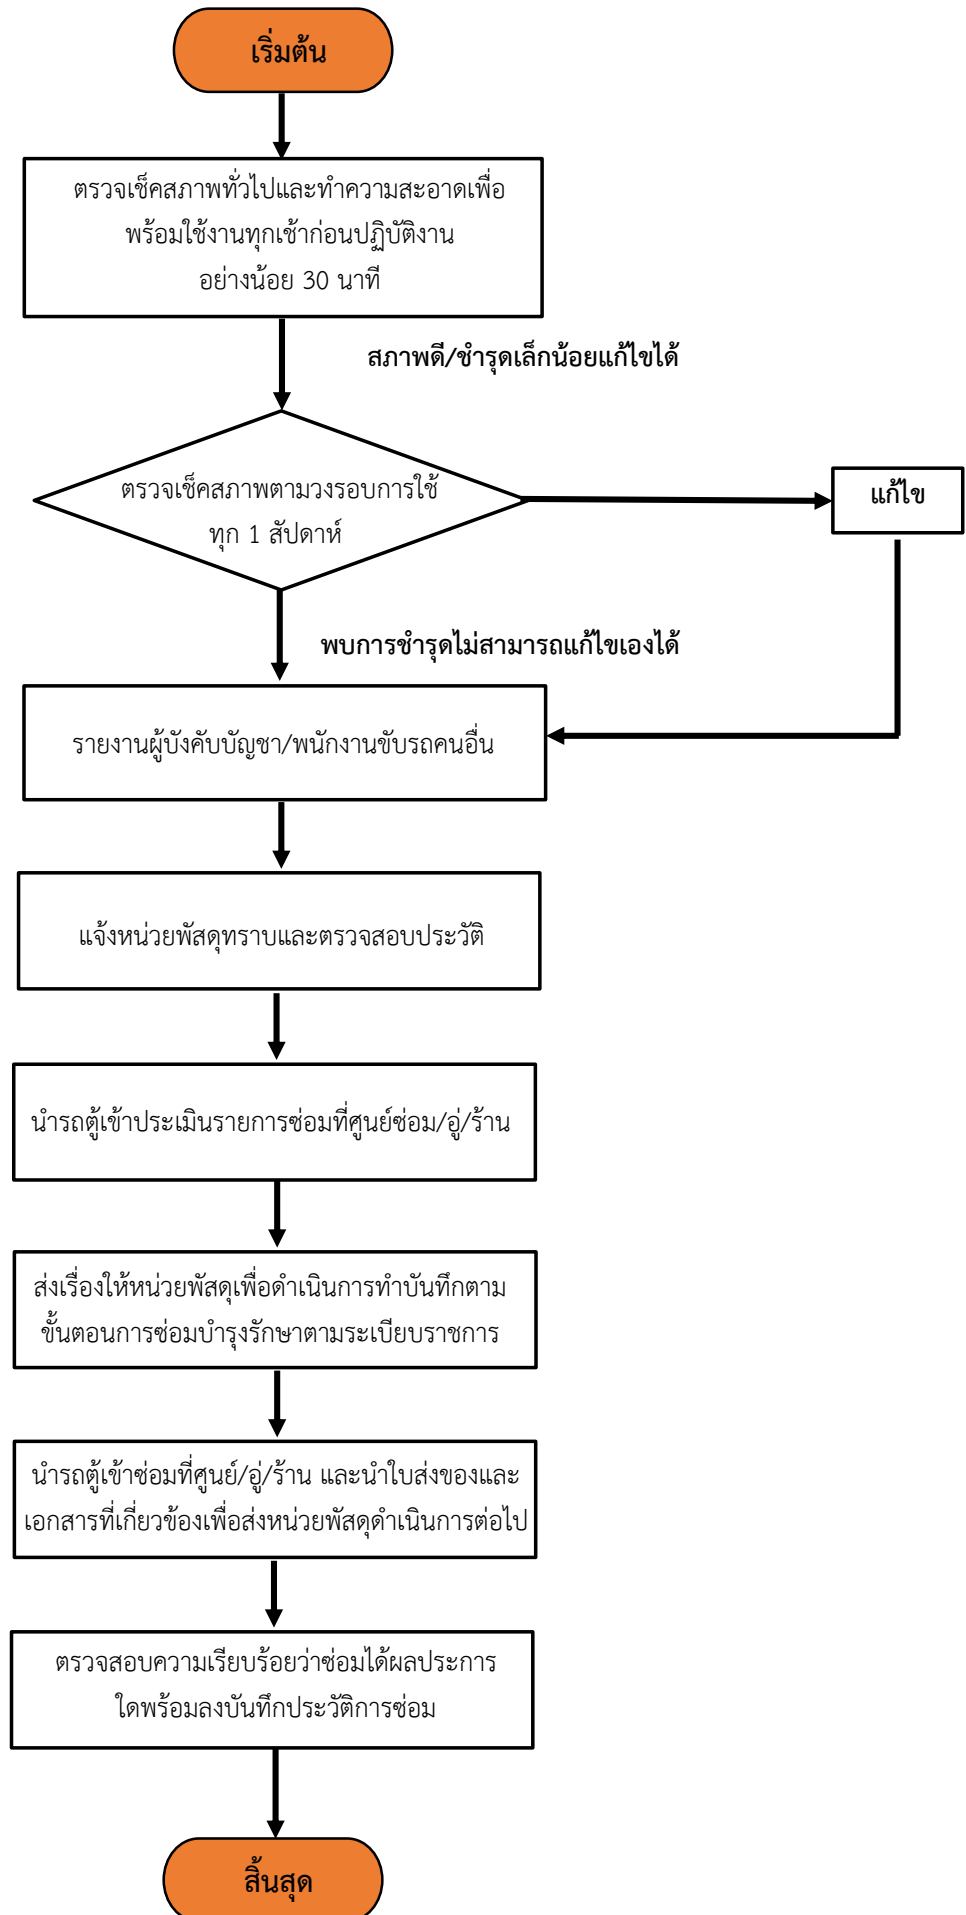 เริ่มต้น
ตรวจเช็คสภาพทั่วไปและทำความสะอาดเพื่อ
พร้อมใช้งานทุกเช้าก่อนปฏิบัติงาน
อย่างน้อย 30 นาที
สภาพดี/ชำรุดเล็กน้อยแก้ไขได้
ตรวจเช็คสภาพตามวงรอบการใช้
ทุก 1 สัปดาห์
แก้ไข
พบการชำรุดไม่สามารถแก้ไขเองได้
รายงานผู้บังคับบัญชา/พนักงานขับรถคนอื่น
แจ้งหน่วยพัสดุทราบและตรวจสอบประวัติ
นำรถตู้เข้าประเมินรายการซ่อมที่ศูนย์ซ่อม/อู่/ร้าน
ส่งเรื่องให้หน่วยพัสดุเพื่อดำเนินการทำบันทึกตาม
ขั้นตอนการซ่อมบำรุงรักษาตามระเบียบราชการ
นำรถตู้เข้าซ่อมที่ศูนย์/อู่/ร้าน และนำใบส่งของและ
เอกสารที่เกี่ยวข้องเพื่อส่งหน่วยพัสดุดำเนินการต่อไป
ตรวจสอบความเรียบร้อยว่าซ่อมได้ผลประการ
ใดพร้อมลงบันทึกประวัติการซ่อม
สิ้นสุด